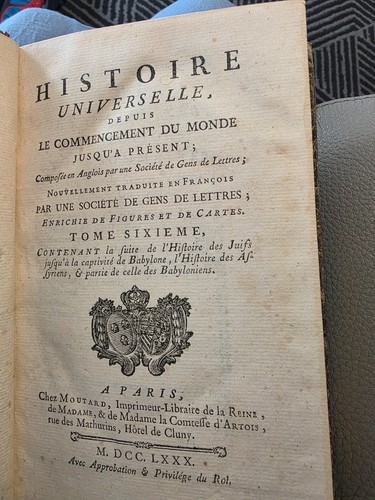 HISTOIRE
UNIVERSELLE,
DEPUIS
LE COMMENCEMENT DU MONDE
JUSQU'A PRÉSENT;
Composée en Anglois par une Société de Gens de Lettres;
NOUVELLEMENT TRADUITE EN FRANÇOIS
PAR UNE SOCIÉTÉ DE GENS DE LETTRES;
ENRICHIE DE FIGURES ET DE CARTES.
TOME SIXIEME,
CONTENANT la suite de l'Histoire des Juifs
jusqu'à la captivité de Babylone, l'Histoire des As-
syriens, & partie de celle des Babyloniens.
A PARIS,
Chez MOUTARD, Imprimeur-Libraire de la REINE,
de MADAME, & de Madame la Comtesse d'ARTOIS,
rue des Mathurins, Hôtel de Cluny.
M. DCC. LXXX.
Avec Approbation & Privilége du Roi.